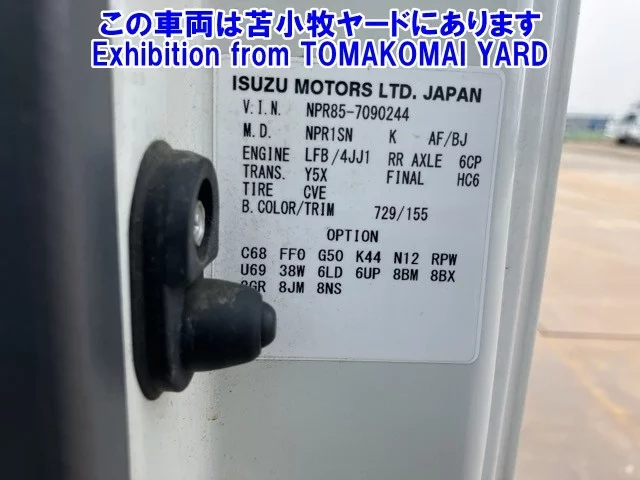 この車両は苫小牧ヤードにあります
Exhibition from TOMAKOMAI YARD
ISUZU MOTORS LTD. JAPAN
V.I.N. NPR85-7090244
M.D. NPR1SN K AF/BJ
ENGINE LFB/4JJ1 RR AXLE 6CP
TRANS. Y5X FINAL HC6
TIRE CVE
B.COLOR/TRIM 729/155
OPTION
C68 FF0 G50 K44 N12 RPW
U69 38W 6LD 6UP 8BM 8BX
8GR 8JM 8NS